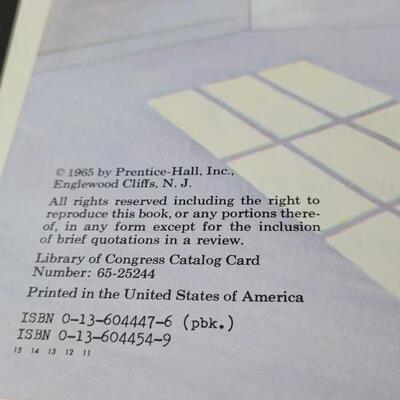 © 1965 by Prentice-Hall, Inc.,
Englewood Cliffs, N. J.
All rights reserved including the right to
reproduce this book, or any portions there-
of, in any form except for the inclusion
of brief quotations in a review.
Library of Congress Catalog Card
Number: 65-25244
Printed in the United States of America
ISBN 0-13-604447-6 (pbk.)
ISBN 0-13-604454-9
15 14 13 12 11